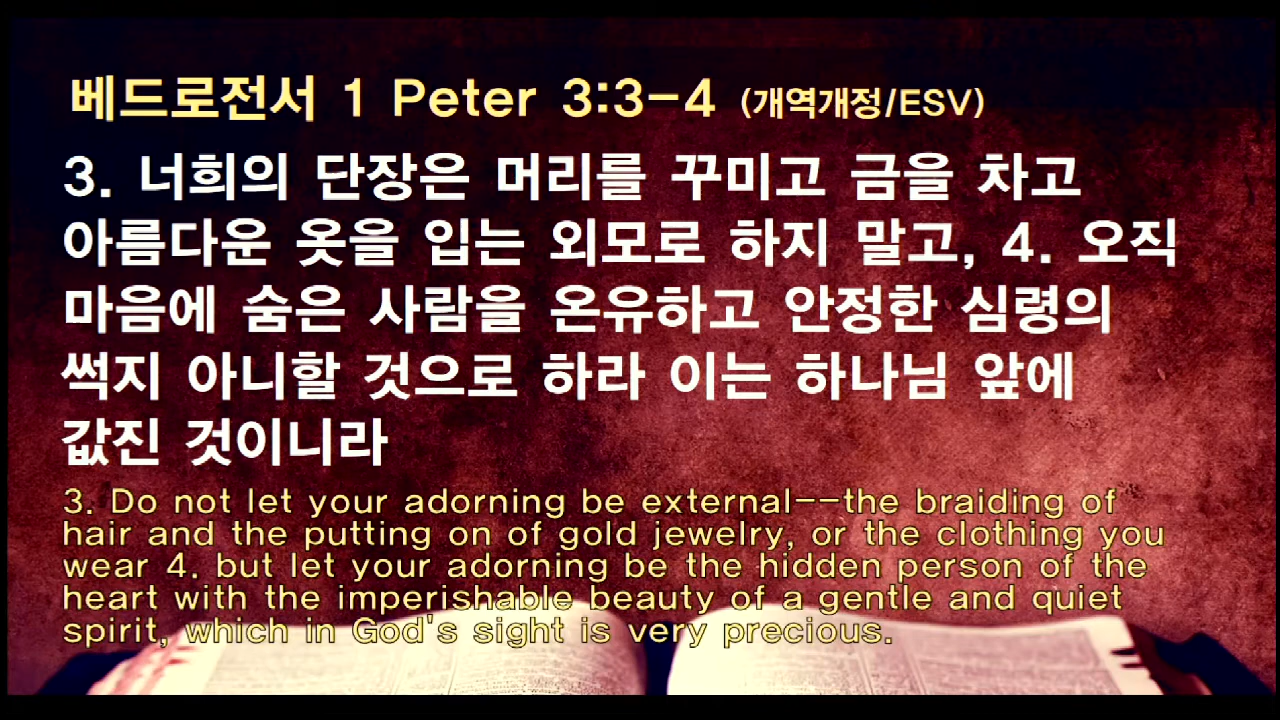 베드로전서 1 Peter 3:3-4 (개역개정/ESV)
3. 너희의 단장은 머리를 꾸미고 금을 차고
아름다운 옷을 입는 외모로 하지 말고, 4. 오직
마음에 숨은 사람을 온유하고 안정한 심령의
썩지 아니할 것으로 하라 이는 하나님 앞에
값진 것이니라
3. Do not let your adorning be external--the braiding of
hair and the putting on of gold jewelry, or the clothing you
wear 4. but let your adorning be the hidden person of the
heart with the imperishable beauty of a gentle and quiet
spirit, which in God's sight is very precious.